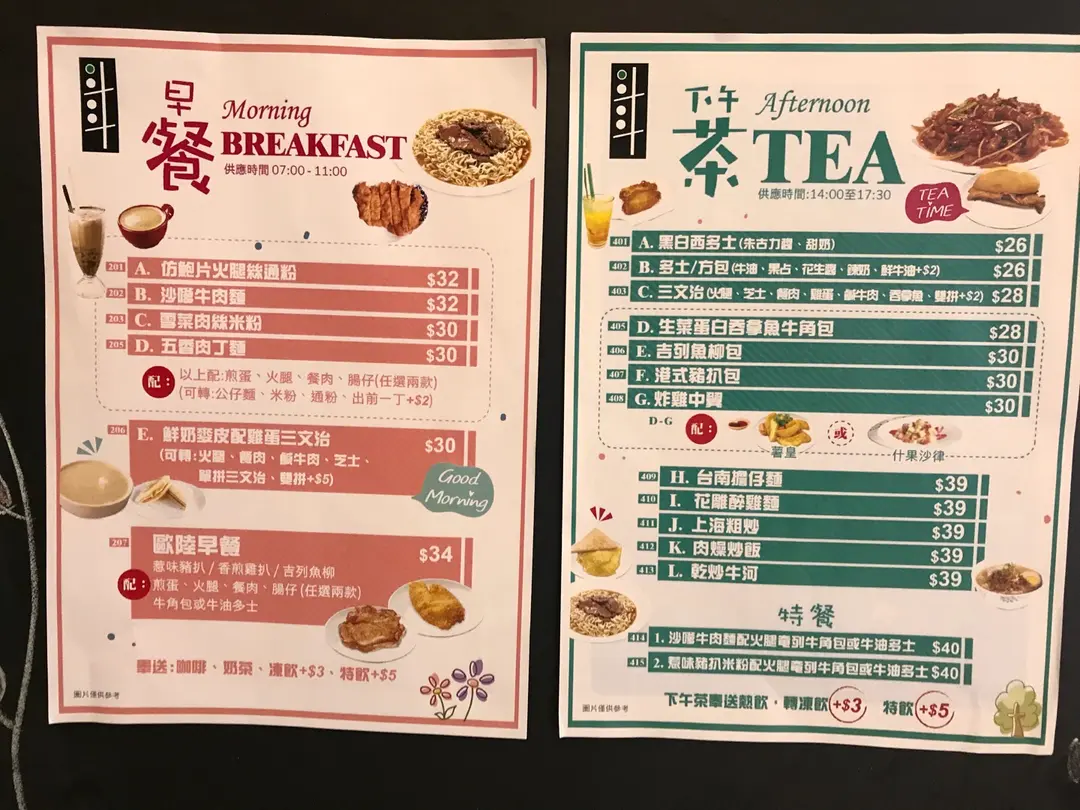 早餐
Morning
BREAKFAST
供應時間 07:00 - 11:00
201 A. 仿鮑片火腿絲通粉 $32
202 B. 沙嗲牛肉麵 $32
203 C. 雪菜肉絲米粉 $30
205 D. 五香肉丁麵 $30
配: 以上配:煎蛋、火腿、餐肉、腸仔(任選兩款)
(可轉:公仔麵、米粉、通粉、出前一丁+$2)
206 E. 鮮奶麥皮配雞蛋三文治 $30
(可轉:火腿、餐肉、鹹牛肉、芝士、
單拼三文治、雙拼+$5)
Good
Morning
207 歐陸早餐 $34
惹味豬扒 / 香煎雞扒 / 吉列魚柳
配: 煎蛋、火腿、餐肉、腸仔(任選兩款)
牛角包或牛油多士
奉送:咖啡、奶茶、凍飲+$3、特飲+$5
圖片僅供參考
下午茶
Afternoon
TEA
供應時間:14:00至17:30
TEA
TIME
401 A. 黑白西多士(朱古力醬、甜奶) $26
402 B. 多士/方包(牛油、果占、花生醬、煉奶、鮮牛油+$2) $26
403 C. 三文治(火腿、芝士、餐肉、雞蛋、鹹牛肉、吞拿魚、雙拼+$2) $28
405 D. 生菜蛋白吞拿魚牛角包 $28
406 E. 吉列魚柳包 $30
407 F. 港式豬扒包 $30
408 G. 炸雞中翼 $30
D-G 配: 薯皇 或 什果沙律
409 H. 台南擔仔麵 $39
410 I. 花雕醉雞麵 $39
411 J. 上海粗炒 $39
412 K. 肉燥炒飯 $39
413 L. 乾炒牛河 $39
特餐
414 1. 沙嗲牛肉麵配火腿奄列牛角包或牛油多士 $40
415 2. 惹味豬扒米粉配火腿奄列牛角包或牛油多士 $40
下午茶奉送熱飲，轉凍飲+$3 特飲+$5
圖片僅供參考